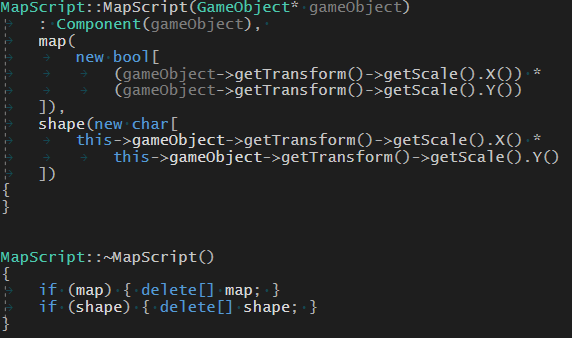 MapScript::MapScript(GameObject* gameObject)
    : Component(gameObject),
    map(
        new bool[
            (gameObject->getTransform()->getScale().X()) *
            (gameObject->getTransform()->getScale().Y())
    ]),
    shape(new char[
        this->gameObject->getTransform()->getScale().X() *
            this->gameObject->getTransform()->getScale().Y()
    ])
{
}

MapScript::~MapScript()
{
    if (map) { delete[] map; }
    if (shape) { delete[] shape; }
}